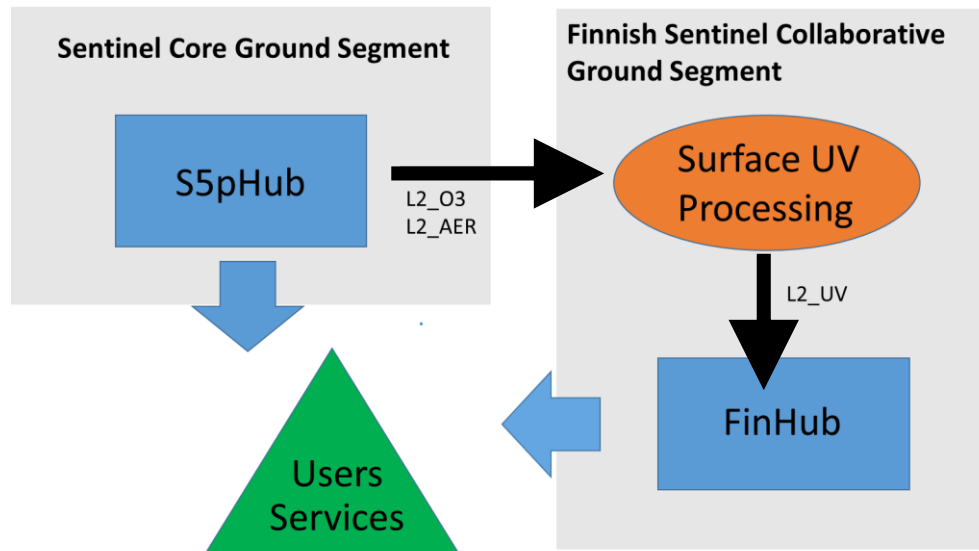 Sentinel Core Ground Segment
S5pHub
L2_O3
L2_AER
Finnish Sentinel Collaborative
Ground Segment
Surface UV
Processing
L2_UV
FinHub
Users
Services